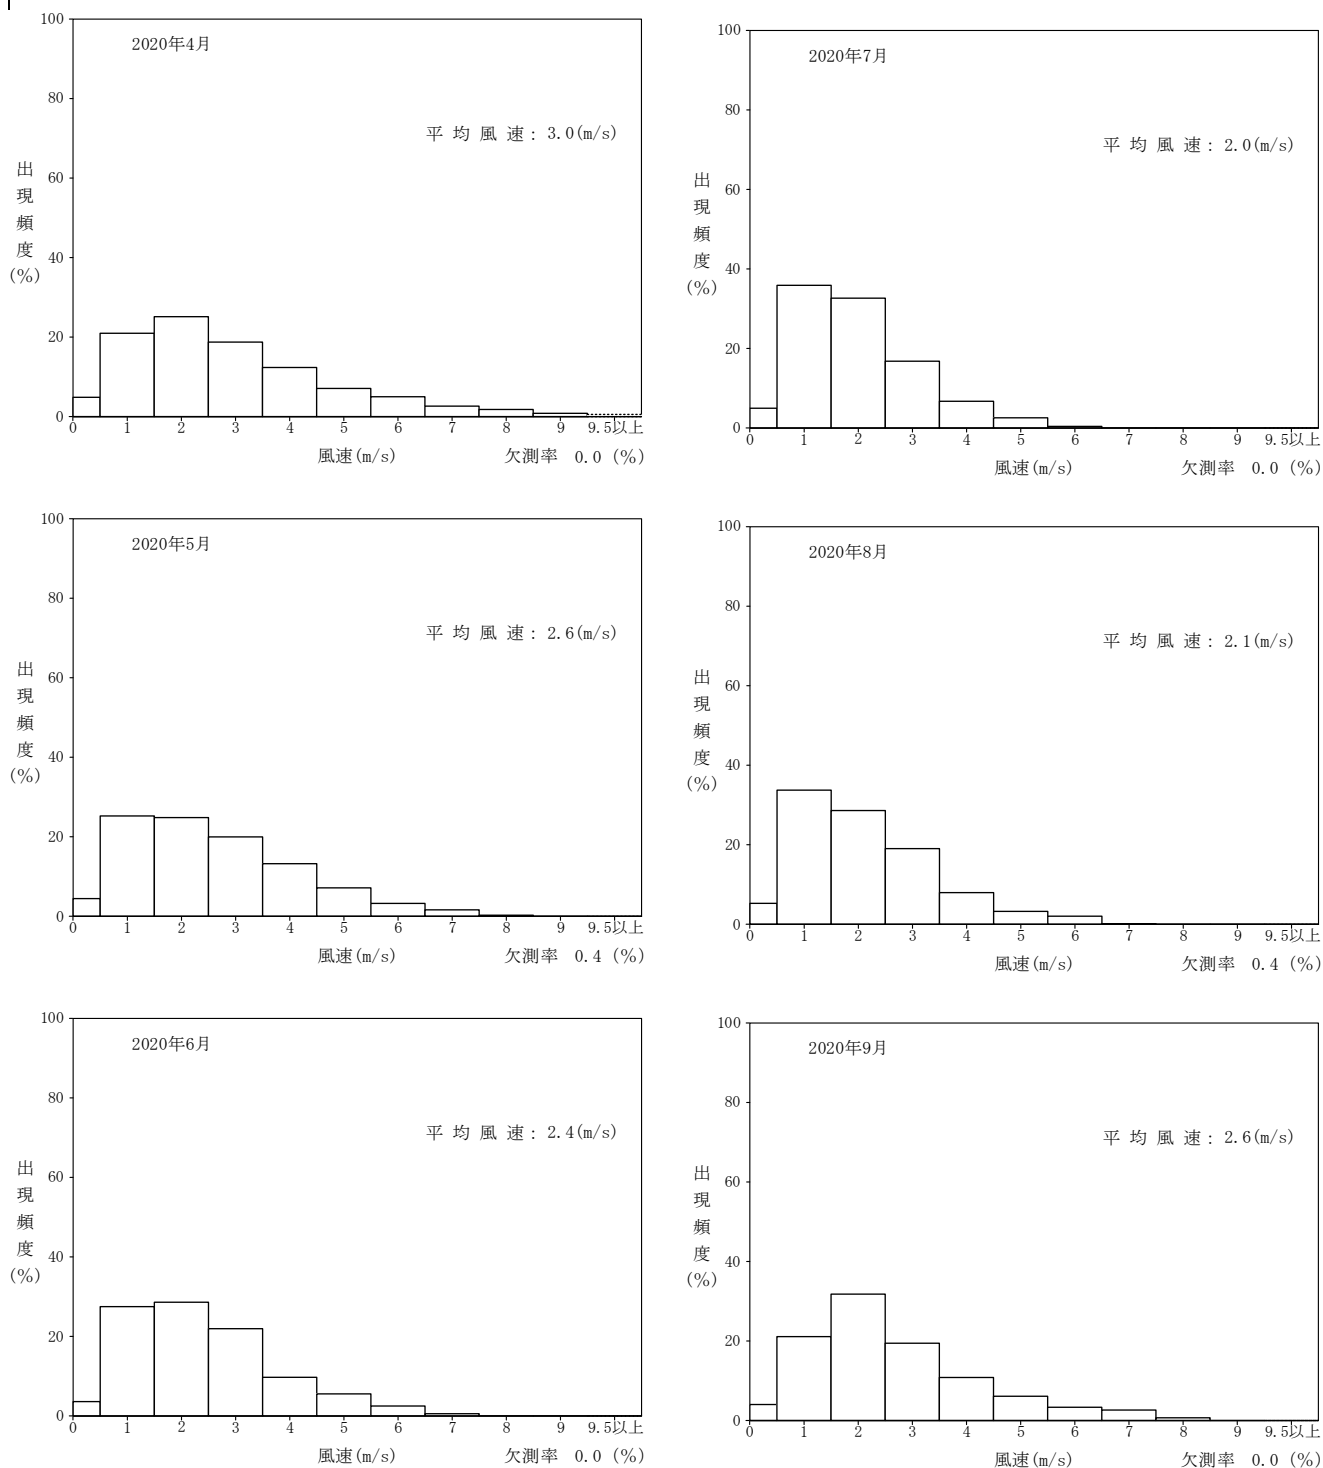 2020年4月
平均風速: 3.0(m/s)
出現頻度(%)
100
80
60
40
20
0
0 1 2 3 4 5 6 7 8 9 9.5以上
風速(m/s) 欠測率 0.0 (%)
2020年5月
平均風速: 2.6(m/s)
出現頻度(%)
100
80
60
40
20
0
0 1 2 3 4 5 6 7 8 9 9.5以上
風速(m/s) 欠測率 0.4 (%)
2020年6月
平均風速: 2.4(m/s)
出現頻度(%)
100
80
60
40
20
0
0 1 2 3 4 5 6 7 8 9 9.5以上
風速(m/s) 欠測率 0.0 (%)
2020年7月
平均風速: 2.0(m/s)
出現頻度(%)
100
80
60
40
20
0
0 1 2 3 4 5 6 7 8 9 9.5以上
風速(m/s) 欠測率 0.0 (%)
2020年8月
平均風速: 2.1(m/s)
出現頻度(%)
100
80
60
40
20
0
0 1 2 3 4 5 6 7 8 9 9.5以上
風速(m/s) 欠測率 0.4 (%)
2020年9月
平均風速: 2.6(m/s)
出現頻度(%)
100
80
60
40
20
0
0 1 2 3 4 5 6 7 8 9 9.5以上
風速(m/s) 欠測率 0.0 (%)